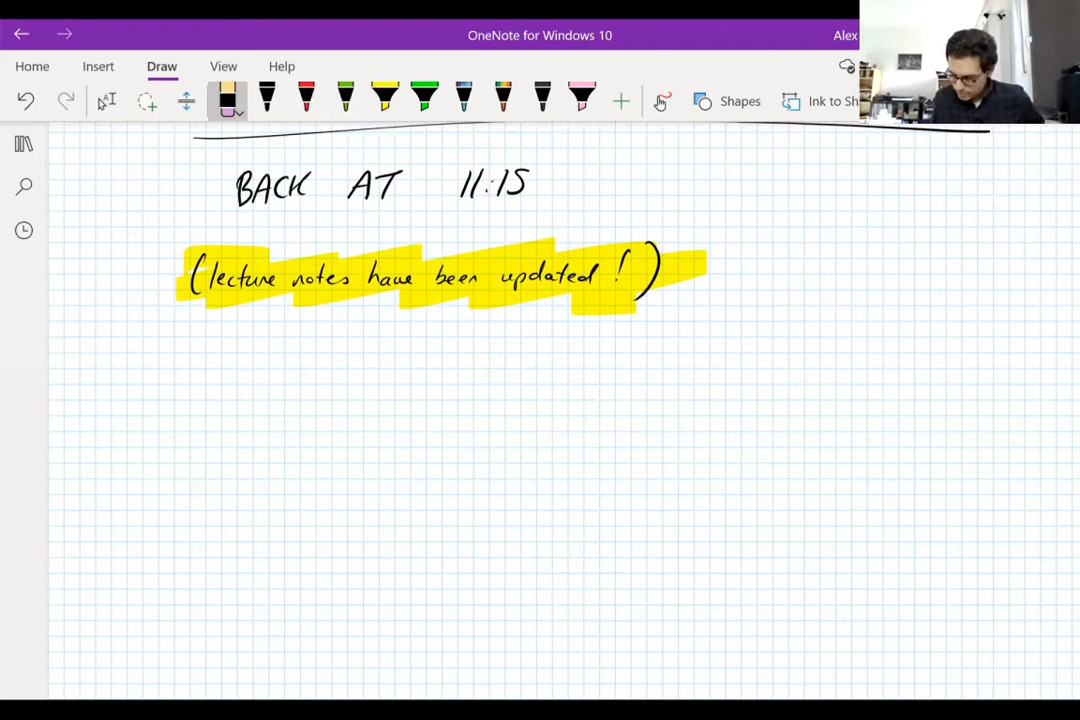 OneNote for Windows 10
Alex
Home Insert Draw View Help
Shapes Ink to Sh
BACK AT 11:15
(lecture notes have been updated!)